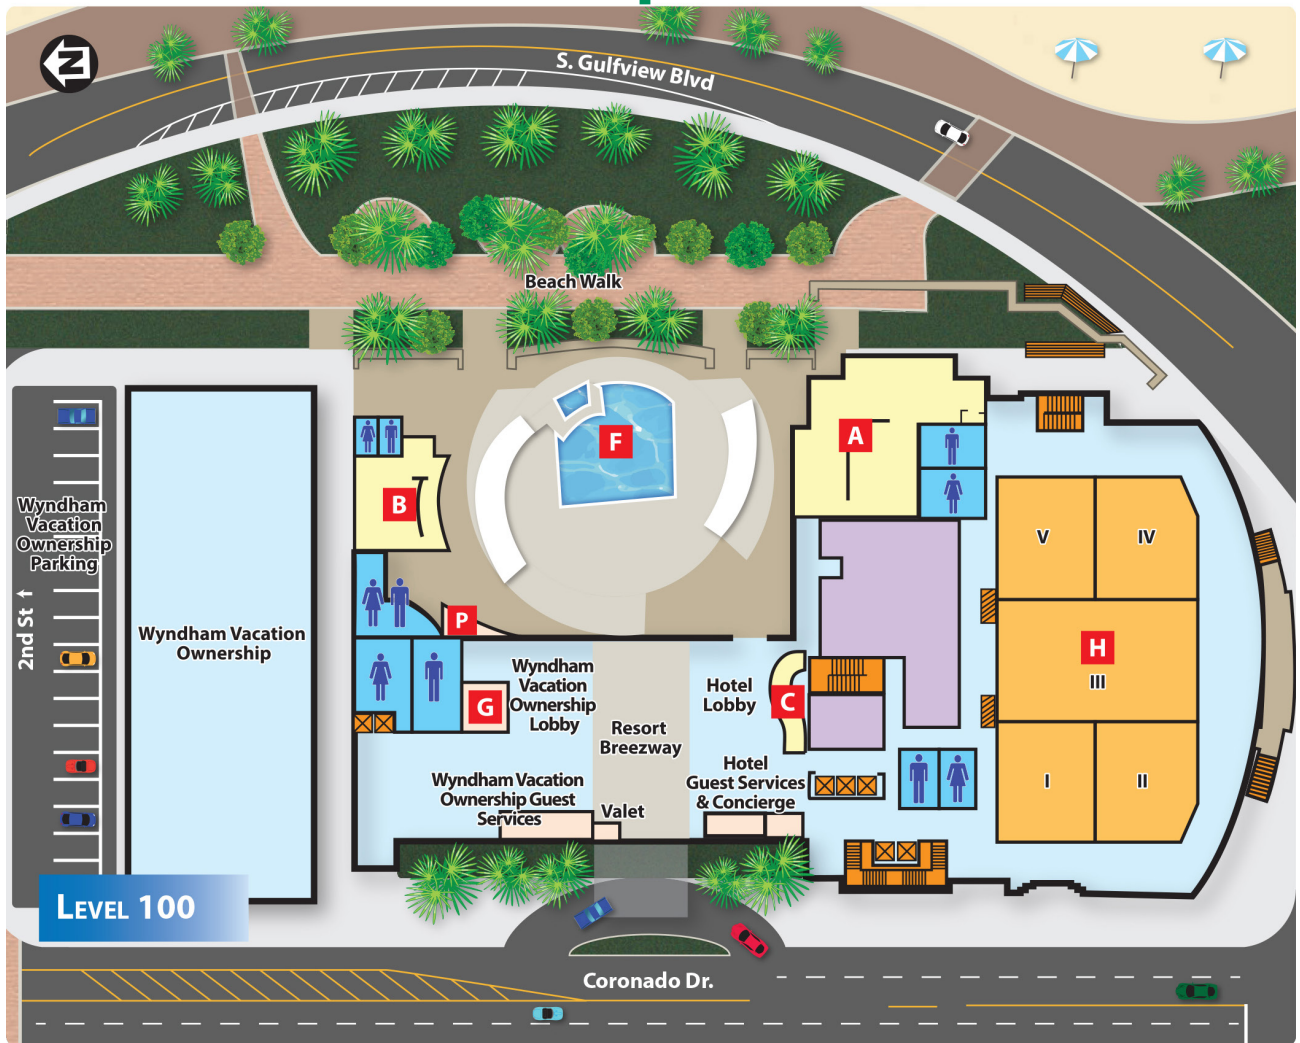 N
S. Gulfview Blvd
Beach Walk
A
F
B
Wyndham
Vacation
Ownership
Parking
2nd St ↑
Wyndham Vacation
Ownership
P
G
Wyndham
Vacation
Ownership
Lobby
Resort
Breezway
Hotel
Lobby
C
V
IV
H
III
I
II
Wyndham Vacation
Ownership Guest
Services
Valet
Hotel
Guest Services
& Concierge
LEVEL 100
Coronado Dr.